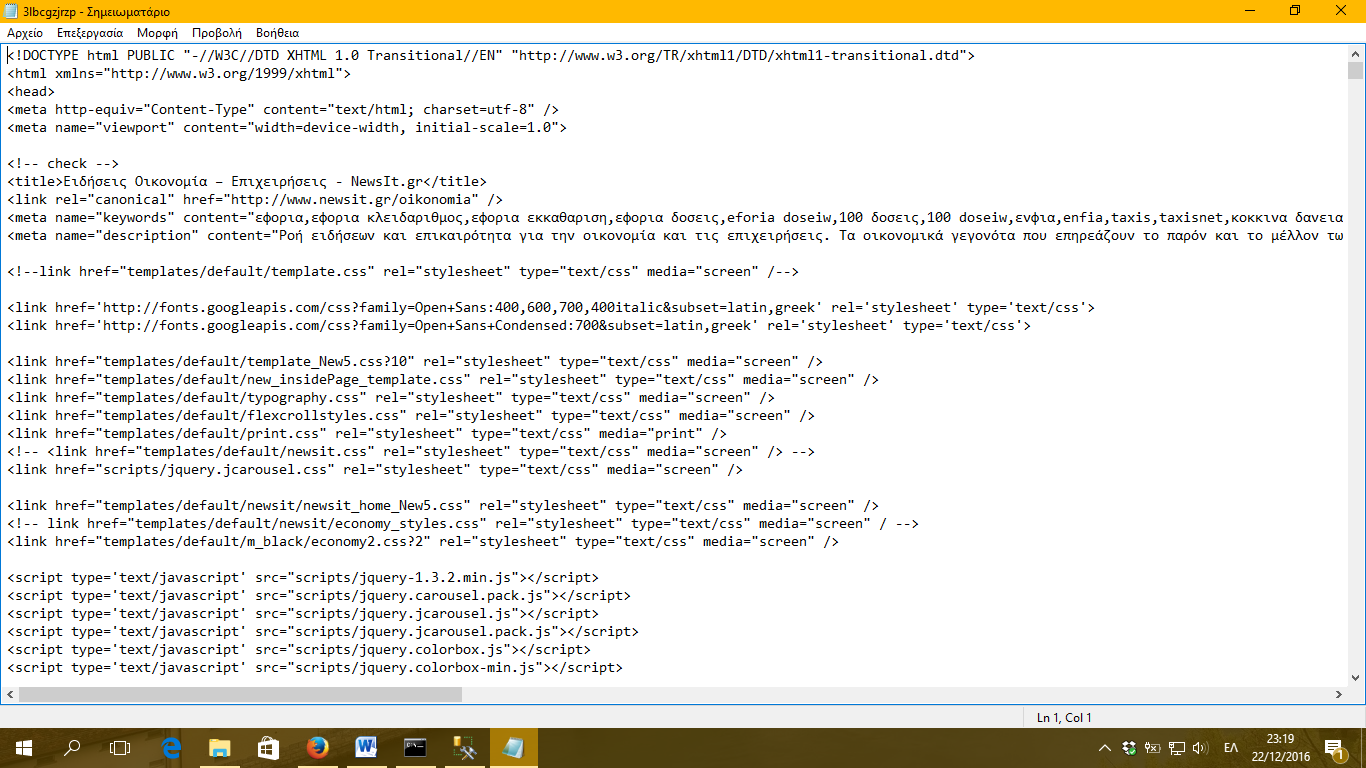 3lbcgzjrzp - Σημειωματάριο
Αρχείο Επεξεργασία Μορφή Προβολή Βοήθεια
<!DOCTYPE html PUBLIC "-//W3C//DTD XHTML 1.0 Transitional//EN" "http://www.w3.org/TR/xhtml1/DTD/xhtml1-transitional.dtd">
<html xmlns="http://www.w3.org/1999/xhtml">
<head>
<meta http-equiv="Content-Type" content="text/html; charset=utf-8" />
<meta name="viewport" content="width=device-width, initial-scale=1.0">
<!-- check -->
<title>Ειδήσεις Οικονομία – Επιχειρήσεις - NewsIt.gr</title>
<link rel="canonical" href="http://www.newsit.gr/oikonomia" />
<meta name="keywords" content="εφορια,εφορια κλειδαριθμος,εφορια εκκαθαριση,εφορια δοσεις,eforia doseiw,100 δοσεις,100 doseiw,ενφια,enfia,taxis,taxisnet,κοκκινα δανεια
<meta name="description" content="Ροή ειδήσεων και επικαιρότητα για την οικονομία και τις επιχειρήσεις. Τα οικονομικά γεγονότα που επηρεάζουν το παρόν και το μέλλον τω
<!--link href="templates/default/template.css" rel="stylesheet" type="text/css" media="screen" /-->
<link href='http://fonts.googleapis.com/css?family=Open+Sans:400,600,700,400italic&subset=latin,greek' rel='stylesheet' type='text/css'>
<link href='http://fonts.googleapis.com/css?family=Open+Sans+Condensed:700&subset=latin,greek' rel='stylesheet' type='text/css'>
<link href="templates/default/template_New5.css?10" rel="stylesheet" type="text/css" media="screen" />
<link href="templates/default/new_insidePage_template.css" rel="stylesheet" type="text/css" media="screen" />
<link href="templates/default/typography.css" rel="stylesheet" type="text/css" media="screen" />
<link href="templates/default/flexcrollstyles.css" rel="stylesheet" type="text/css" media="screen" />
<link href="templates/default/print.css" rel="stylesheet" type="text/css" media="print" />
<!-- <link href="templates/default/newsit.css" rel="stylesheet" type="text/css" media="screen" /> -->
<link href="scripts/jquery.jcarousel.css" rel="stylesheet" type="text/css" media="screen" />
<link href="templates/default/newsit/newsit_home_New5.css" rel="stylesheet" type="text/css" media="screen" />
<!-- link href="templates/default/newsit/economy_styles.css" rel="stylesheet" type="text/css" media="screen" / -->
<link href="templates/default/m_black/economy2.css?2" rel="stylesheet" type="text/css" media="screen" />
<script type='text/javascript' src="scripts/jquery-1.3.2.min.js"></script>
<script type='text/javascript' src="scripts/jquery.carousel.pack.js"></script>
<script type='text/javascript' src="scripts/jquery.jcarousel.js"></script>
<script type='text/javascript' src="scripts/jquery.jcarousel.pack.js"></script>
<script type='text/javascript' src="scripts/jquery.colorbox.js"></script>
<script type='text/javascript' src="scripts/jquery.colorbox-min.js"></script>
Ln 1, Col 1
ΕΛ
23:19
22/12/2016
1